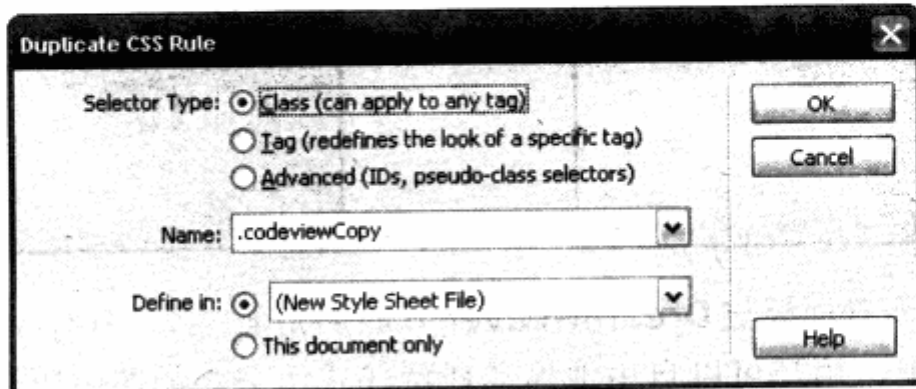 Duplicate CSS Rule
Selector Type: Class (can apply to any tag)
Tag (redefines the look of a specific tag)
Advanced (IDs, pseudo-class selectors)
Name: .codeviewCopy
Define in: (New Style Sheet File)
This document only
OK
Cancel
Help